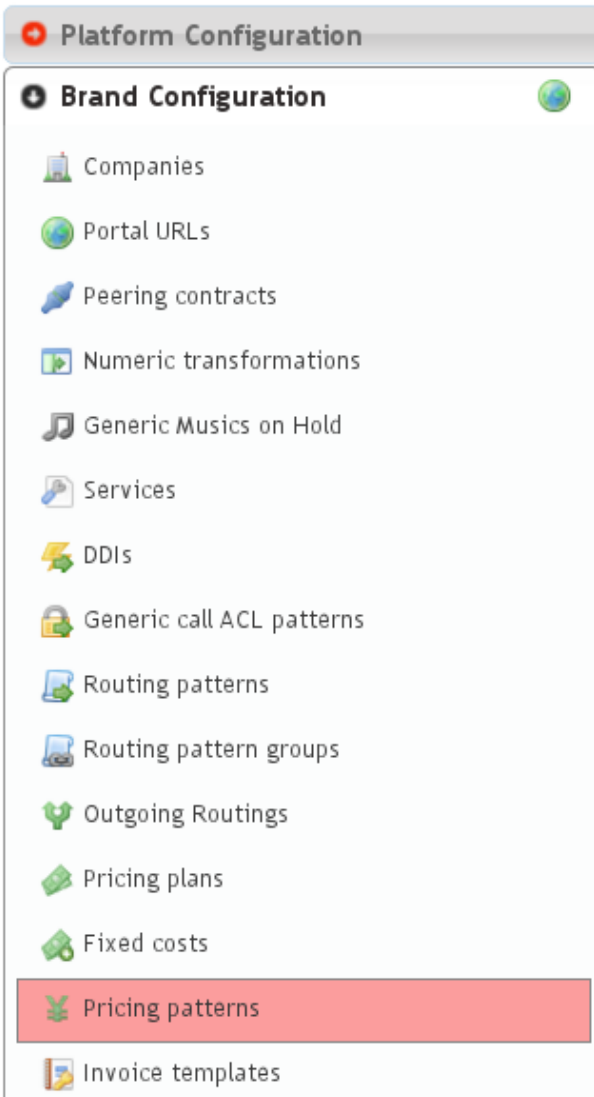 Platform Configuration
Brand Configuration
Companies
Portal URLs
Peering contracts
Numeric transformations
Generic Musics on Hold
Services
DDIs
Generic call ACL patterns
Routing patterns
Routing pattern groups
Outgoing Routings
Pricing plans
Fixed costs
Pricing patterns
Invoice templates